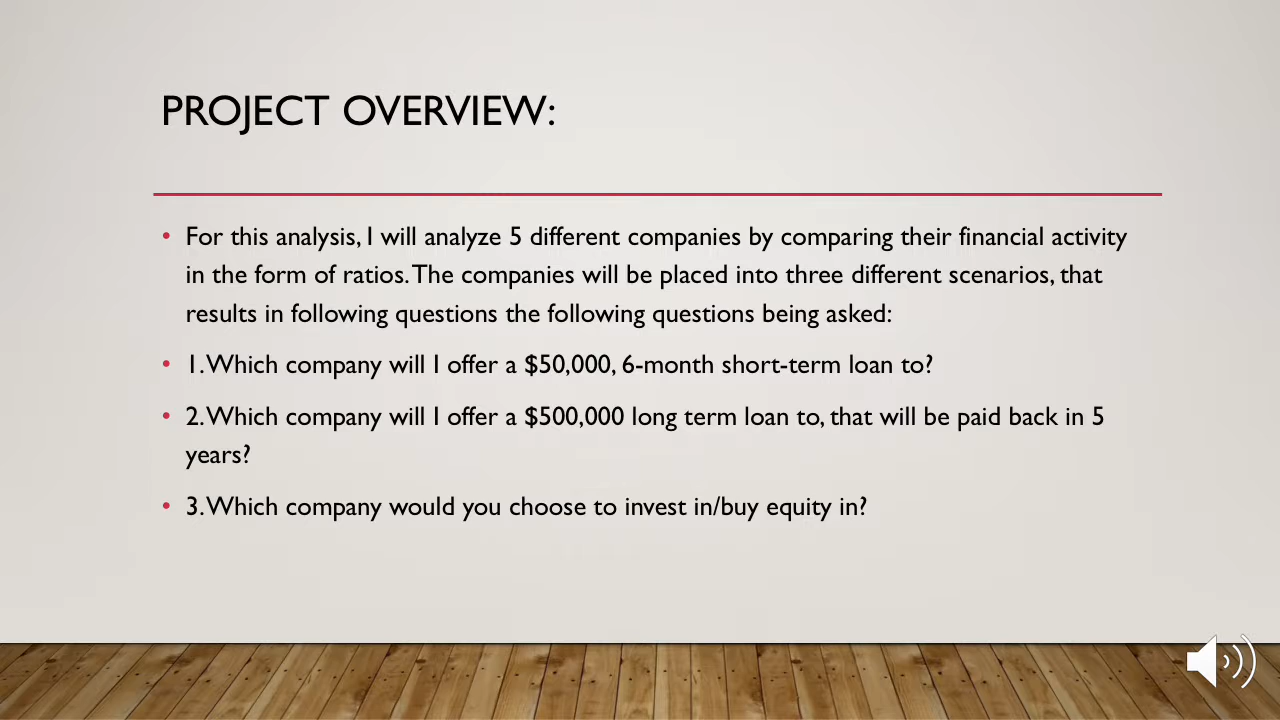 PROJECT OVERVIEW:
• For this analysis, I will analyze 5 different companies by comparing their financial activity
in the form of ratios. The companies will be placed into three different scenarios, that
results in following questions the following questions being asked:
• 1. Which company will I offer a $50,000, 6-month short-term loan to?
• 2. Which company will I offer a $500,000 long term loan to, that will be paid back in 5
years?
• 3. Which company would you choose to invest in/buy equity in?